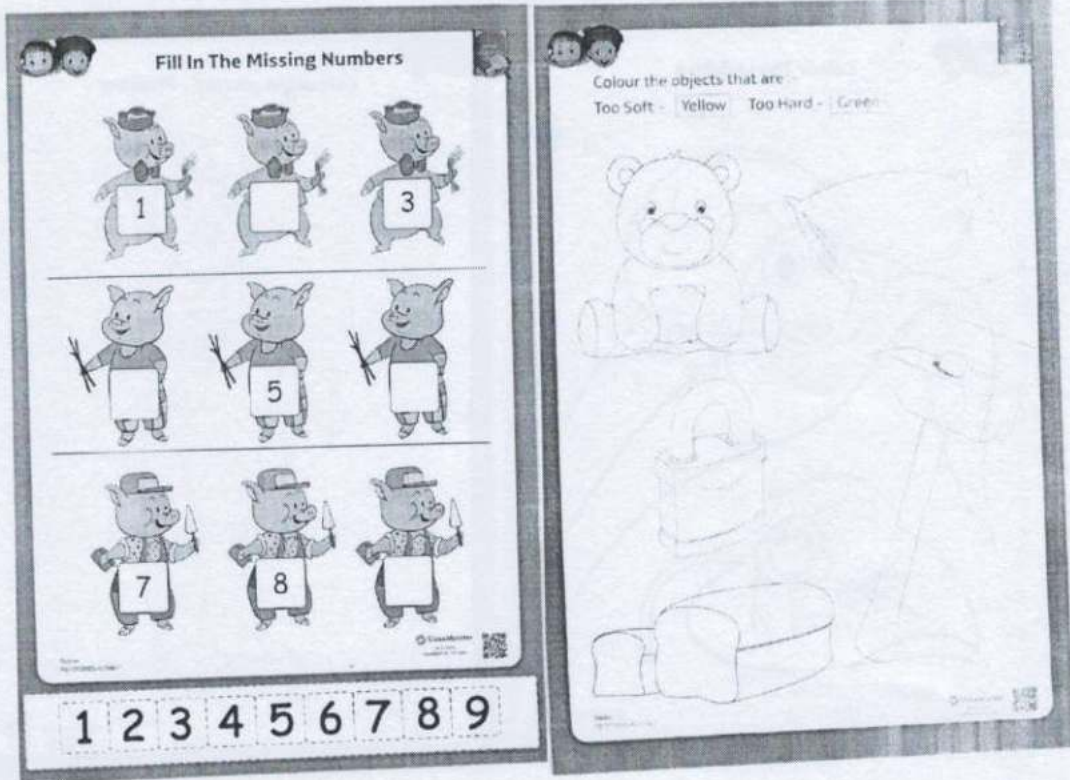 Fill In The Missing Numbers
1 3
5
7 8
1 2 3 4 5 6 7 8 9
Colour the objects that are -
Too Soft - Yellow Too Hard - Green